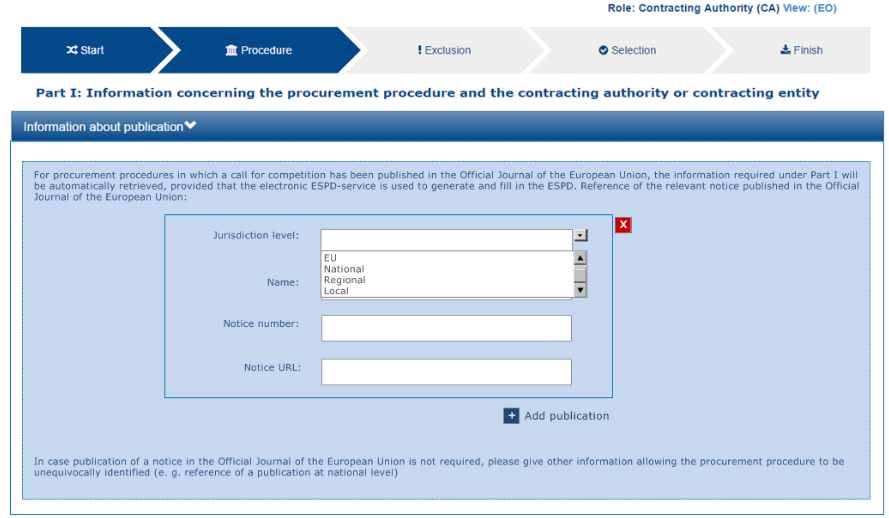 Role: Contracting Authority (CA) View: (EO)
Start
Procedure
! Exclusion
Selection
Finish
Part I: Information concerning the procurement procedure and the contracting authority or contracting entity
Information about publication
For procurement procedures in which a call for competition has been published in the Official Journal of the European Union, the information required under Part I will
be automatically retrieved, provided that the electronic ESPD-service is used to generate and fill in the ESPD. Reference of the relevant notice published in the Official
Journal of the European Union:
X
Jurisdiction level:
EU
National
Regional
Local
Name:
Notice number:
Notice URL:
+ Add publication
In case publication of a notice in the Official Journal of the European Union is not required, please give other information allowing the procurement procedure to be
unequivocally identified (e. g. reference of a publication at national level)